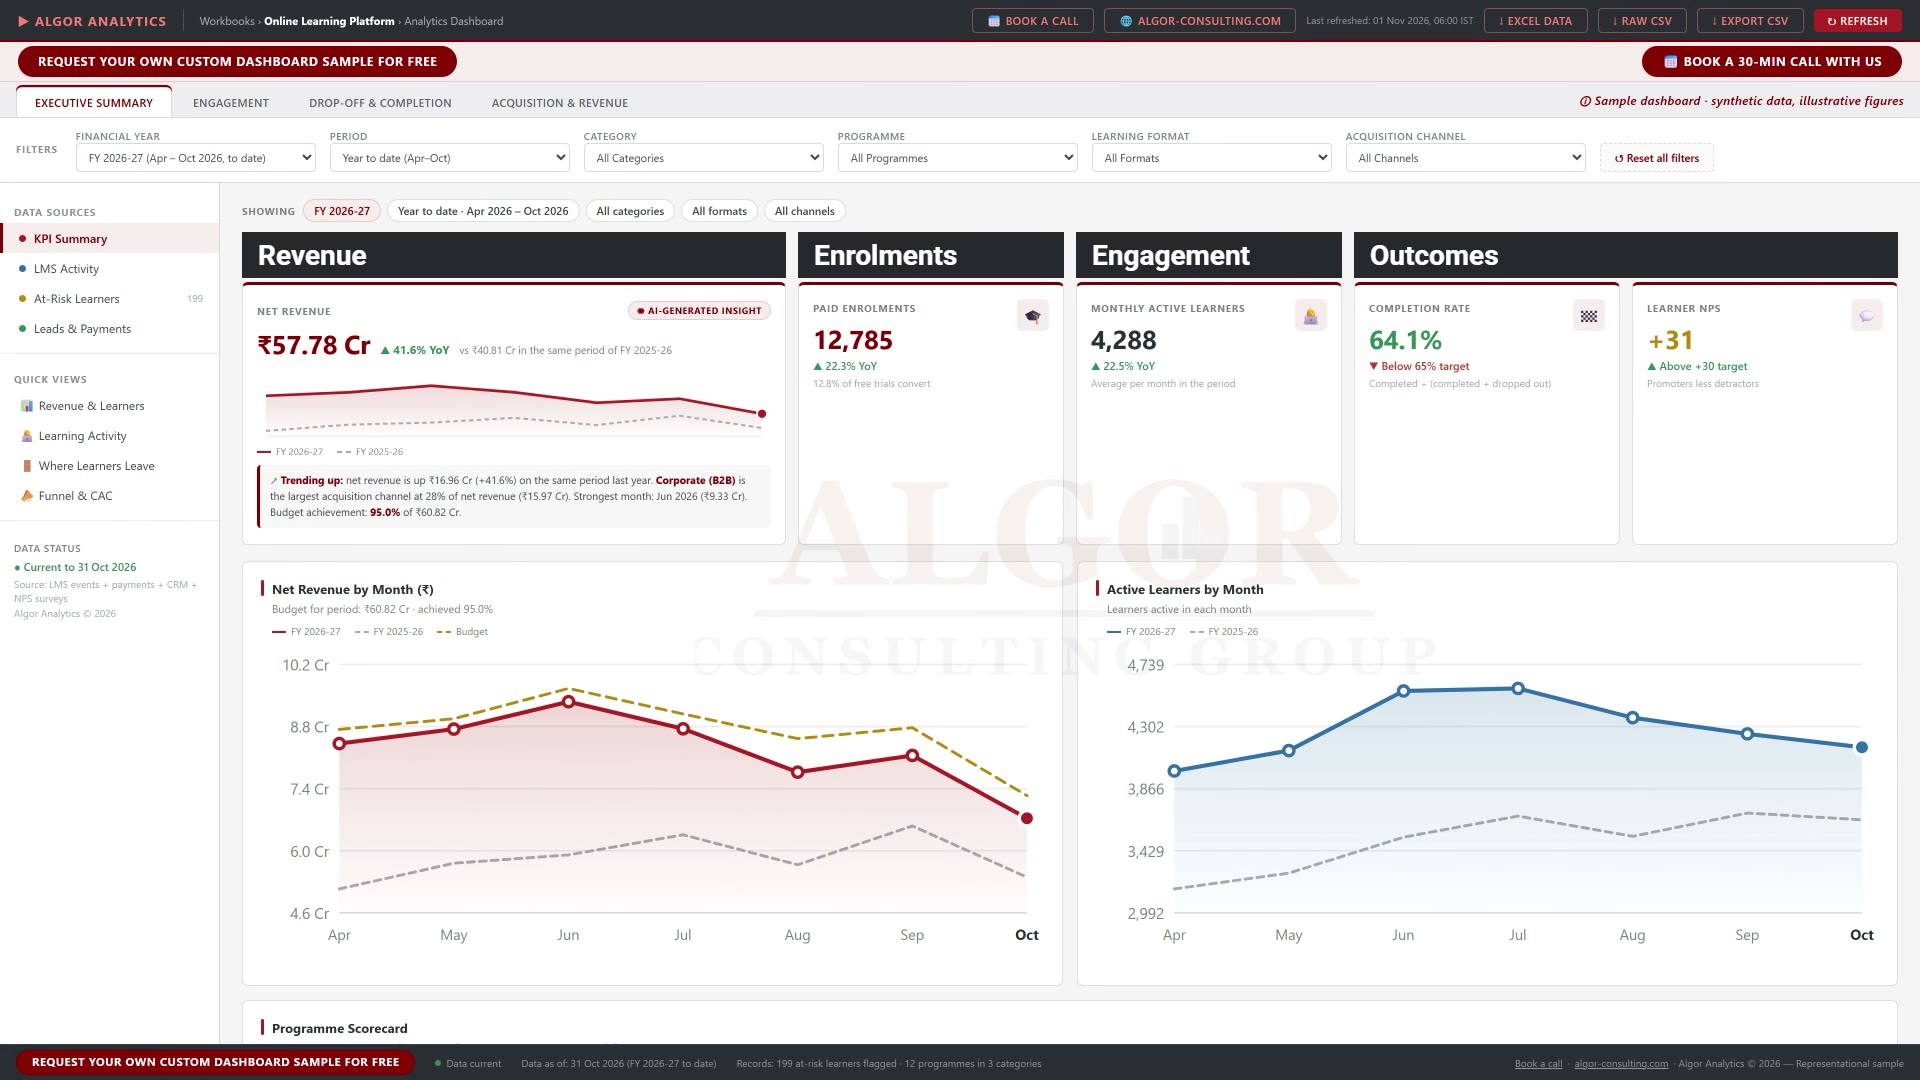 ▶ ALGOR ANALYTICS
Workbooks › Online Learning Platform › Analytics Dashboard
BOOK A CALL
ALGOR-CONSULTING.COM
Last refreshed: 01 Nov 2026, 06:00 IST
↓ EXCEL DATA
↓ RAW CSV
↓ EXPORT CSV
↻ REFRESH
REQUEST YOUR OWN CUSTOM DASHBOARD SAMPLE FOR FREE
BOOK A 30-MIN CALL WITH US
EXECUTIVE SUMMARY
ENGAGEMENT
DROP-OFF & COMPLETION
ACQUISITION & REVENUE
ⓘ Sample dashboard · synthetic data, illustrative figures
FILTERS
FINANCIAL YEAR
FY 2026-27 (Apr – Oct 2026, to date)
PERIOD
Year to date (Apr–Oct)
CATEGORY
All Categories
PROGRAMME
All Programmes
LEARNING FORMAT
All Formats
ACQUISITION CHANNEL
All Channels
↺ Reset all filters
DATA SOURCES
KPI Summary
LMS Activity
At-Risk Learners 199
Leads & Payments
QUICK VIEWS
Revenue & Learners
Learning Activity
Where Learners Leave
Funnel & CAC
DATA STATUS
● Current to 31 Oct 2026
Source: LMS events + payments + CRM +
NPS surveys
Algor Analytics © 2026
SHOWING
FY 2026-27
Year to date · Apr 2026 – Oct 2026
All categories
All formats
All channels
Revenue
Enrolments
Engagement
Outcomes
NET REVENUE
AI-GENERATED INSIGHT
₹57.78 Cr ▲ 41.6% YoY vs ₹40.81 Cr in the same period of FY 2025-26
FY 2026-27 FY 2025-26
↗ Trending up: net revenue is up ₹16.96 Cr (+41.6%) on the same period last year. Corporate (B2B) is
the largest acquisition channel at 28% of net revenue (₹15.97 Cr). Strongest month: Jun 2026 (₹9.33 Cr).
Budget achievement: 95.0% of ₹60.82 Cr.
PAID ENROLMENTS
12,785
▲ 22.3% YoY
12.8% of free trials convert
MONTHLY ACTIVE LEARNERS
4,288
▲ 22.5% YoY
Average per month in the period
COMPLETION RATE
64.1%
▼ Below 65% target
Completed ÷ (completed + dropped out)
LEARNER NPS
+31
▲ Above +30 target
Promoters less detractors
ALGOR
CONSULTING GROUP
Net Revenue by Month (₹)
Budget for period: ₹60.82 Cr · achieved 95.0%
FY 2026-27 FY 2025-26 Budget
10.2 Cr
8.8 Cr
7.4 Cr
6.0 Cr
4.6 Cr
Apr May Jun Jul Aug Sep Oct
Active Learners by Month
Learners active in each month
FY 2026-27 FY 2025-26
4,739
4,302
3,866
3,429
2,992
Apr May Jun Jul Aug Sep Oct
Programme Scorecard
REQUEST YOUR OWN CUSTOM DASHBOARD SAMPLE FOR FREE
● Data current
Data as of: 31 Oct 2026 (FY 2026-27 to date)
Records: 199 at-risk learners flagged · 12 programmes in 3 categories
Book a call · algor-consulting.com · Algor Analytics © 2026 — Representational sample